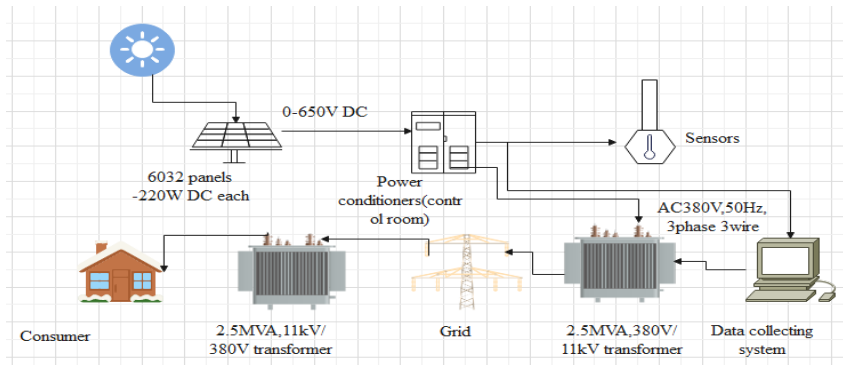 0-650V DC
6032 panels
-220W DC each
Power
conditioners(contr
ol room)
Sensors
AC380V,50Hz,
3phase 3wire
Consumer
2.5MVA,11kV/
380V transformer
Grid
2.5MVA,380V/
11kV transformer
Data collecting
system